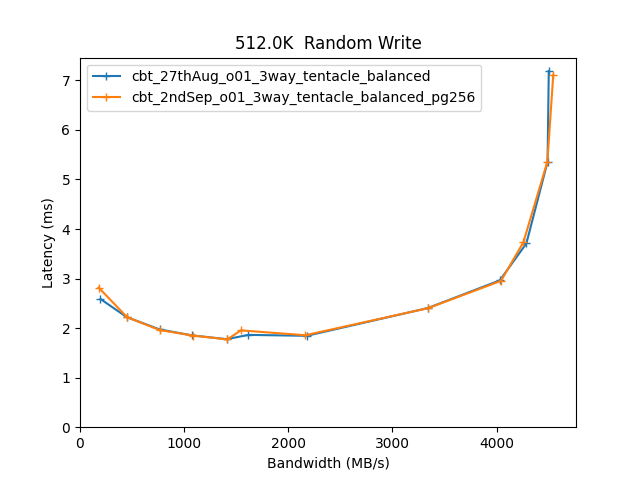 512.0K  Random Write
cbt_27thAug_o01_3way_tentacle_balanced
cbt_2ndSep_o01_3way_tentacle_balanced_pg256
7
6
5
4
3
2
1
0
Latency (ms)
0 1000 2000 3000 4000
Bandwidth (MB/s)